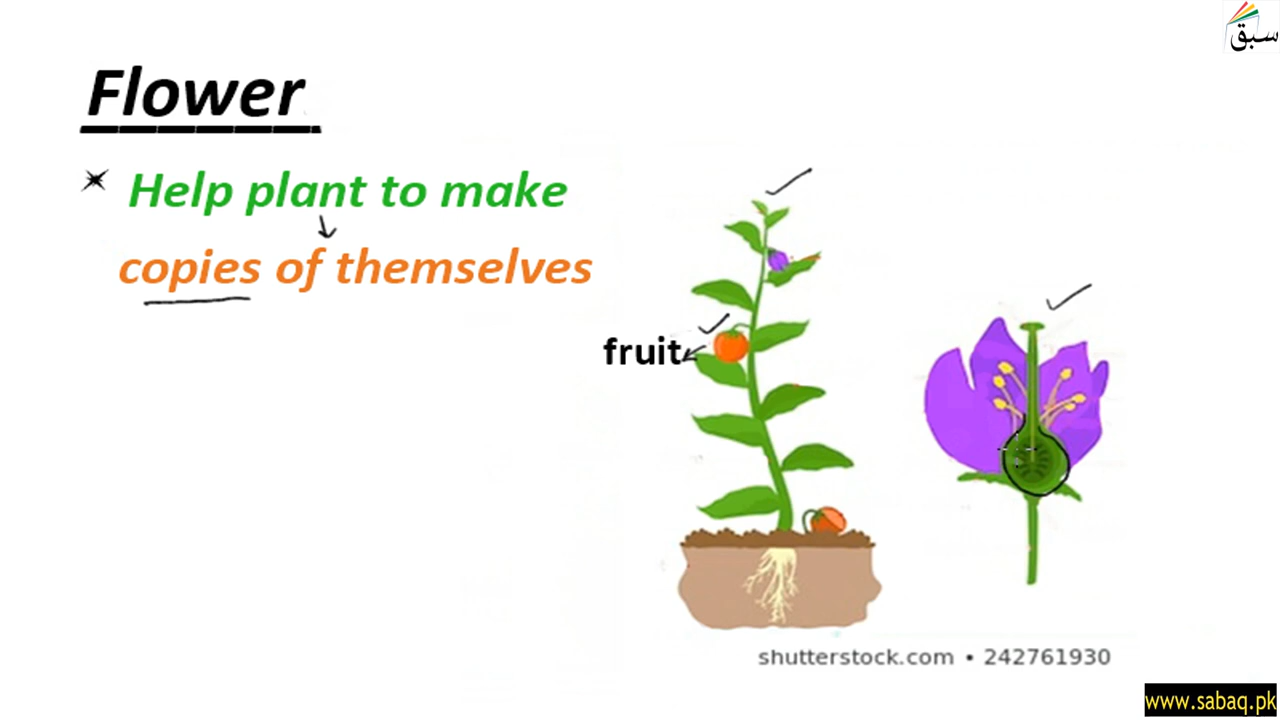 سبق
Flower
Help plant to make
copies of themselves
fruit
shutterstock.com • 242761930
www.sabaq.pk